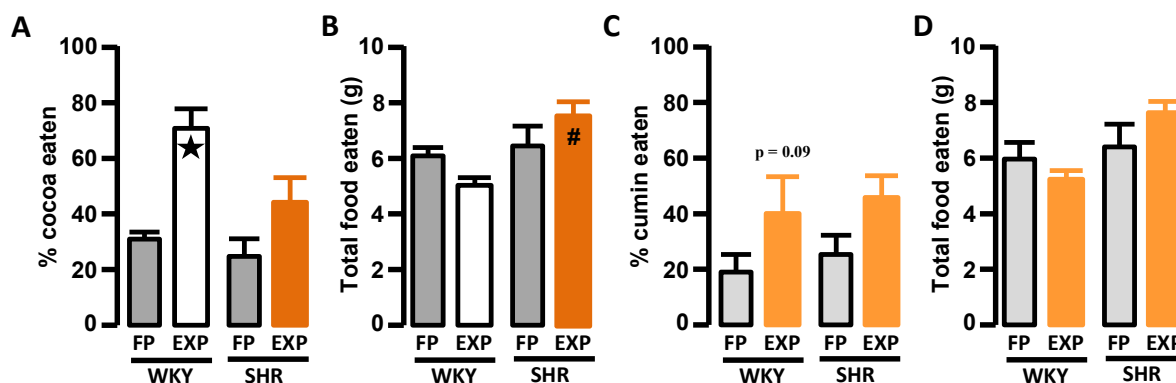 A
% cocoa eaten
100
80
60
40
20
0
FP EXP FP EXP
WKY SHR
B
Total food eaten (g)
10
8
6
4
2
0
#
FP EXP FP EXP
WKY SHR
C
% cumin eaten
100
80
60
40
20
0
p = 0.09
FP EXP FP EXP
WKY SHR
D
Total food eaten (g)
10
8
6
4
2
0
FP EXP FP EXP
WKY SHR